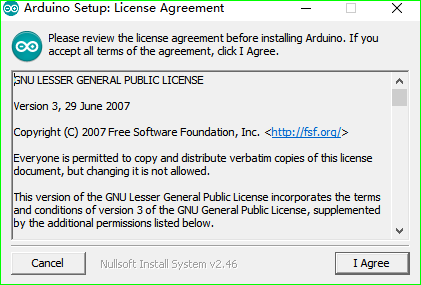 Arduino Setup: License Agreement
Please review the license agreement before installing Arduino. If you
accept all terms of the agreement, click I Agree.
GNU LESSER GENERAL PUBLIC LICENSE
Version 3, 29 June 2007
Copyright (C) 2007 Free Software Foundation, Inc. <http://fsf.org/>
Everyone is permitted to copy and distribute verbatim copies of this license
document, but changing it is not allowed.
This version of the GNU Lesser General Public License incorporates the terms
and conditions of version 3 of the GNU General Public License, supplemented
by the additional permissions listed below.
Cancel
Nullsoft Install System v2.46
I Agree